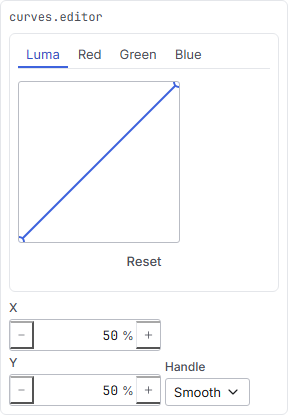 curves.editor
Luma Red Green Blue
Reset
X
− 50 % +
Y
− 50 % +
Handle
Smooth